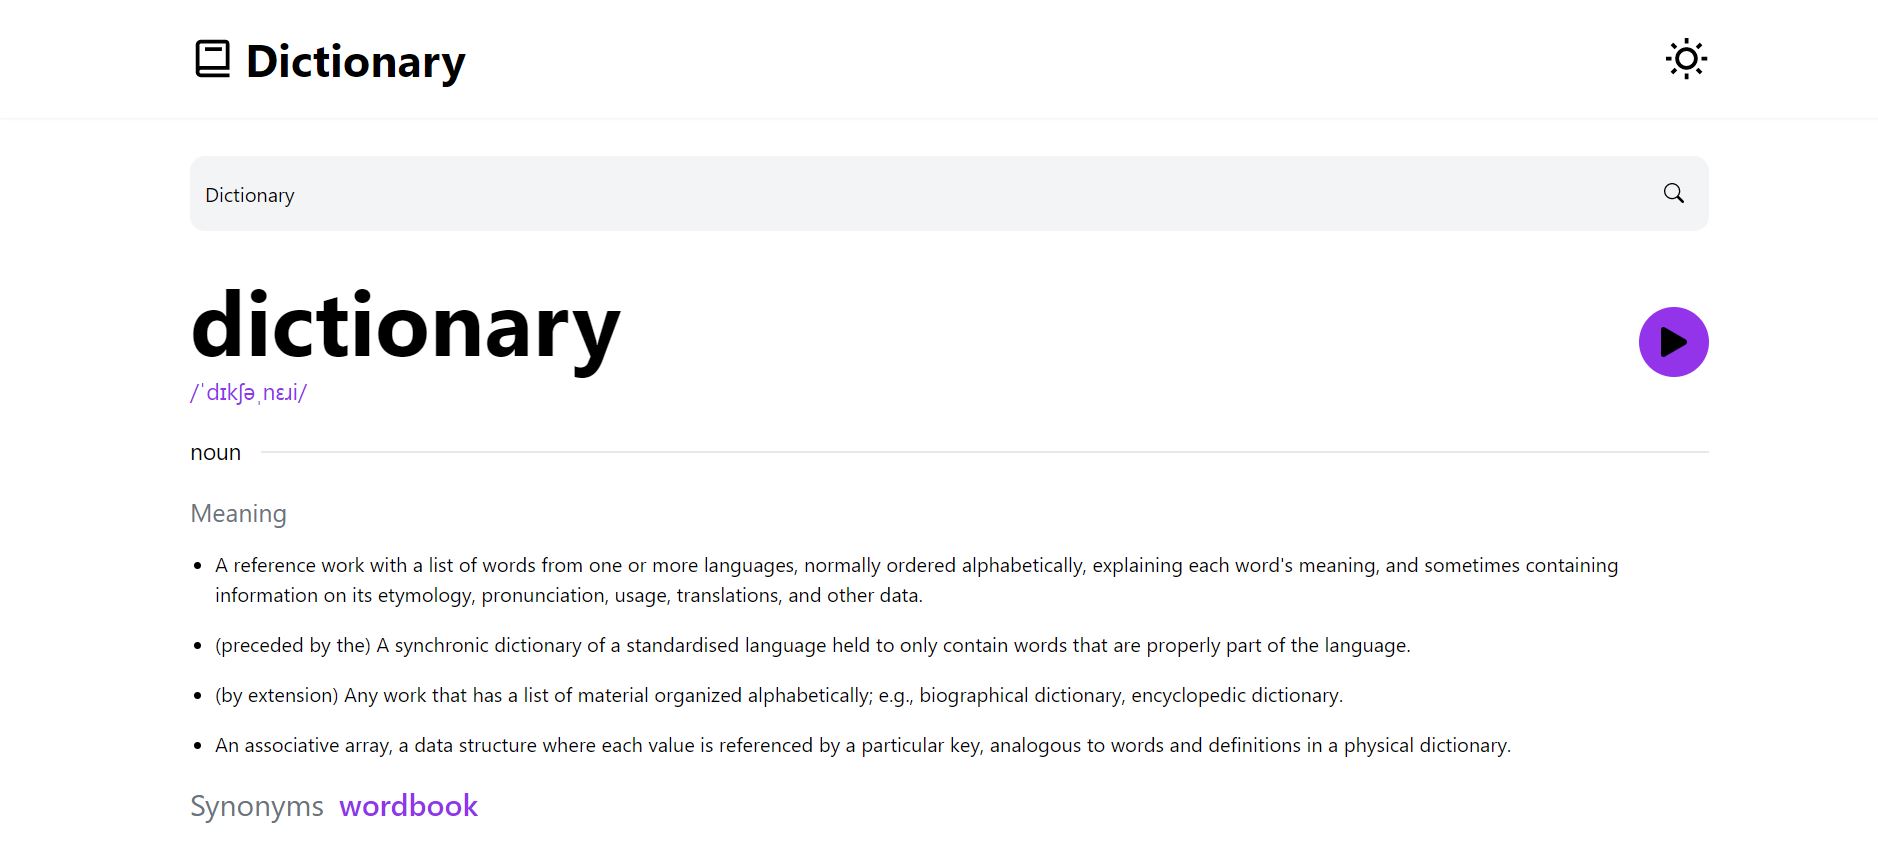 Dictionary
Dictionary
dictionary
/ˈdɪkʃəˌnɛɹi/
noun
Meaning
A reference work with a list of words from one or more languages, normally ordered alphabetically, explaining each word's meaning, and sometimes containing
information on its etymology, pronunciation, usage, translations, and other data.
(preceded by the) A synchronic dictionary of a standardised language held to only contain words that are properly part of the language.
(by extension) Any work that has a list of material organized alphabetically; e.g., biographical dictionary, encyclopedic dictionary.
An associative array, a data structure where each value is referenced by a particular key, analogous to words and definitions in a physical dictionary.
Synonyms wordbook